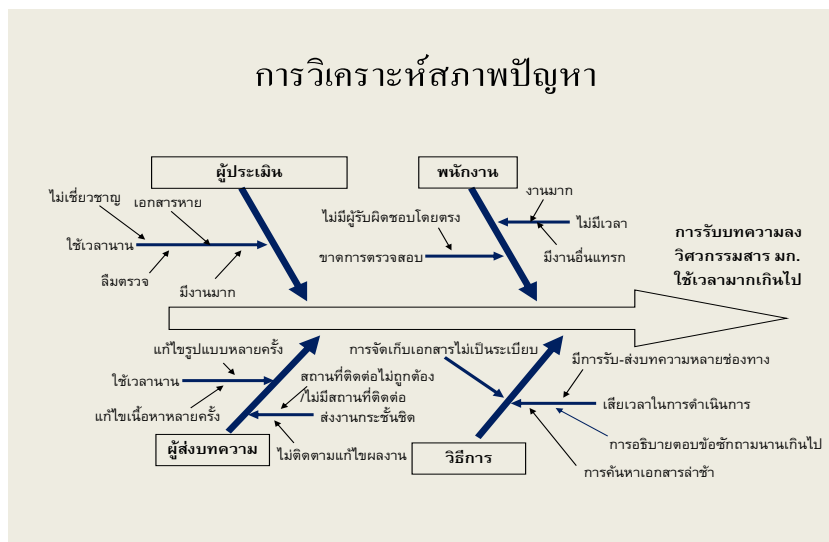 การวิเคราะห์สภาพปัญหา
ผู้ประเมิน
พนักงาน
ไม่เชี่ยวชาญ
เอกสารหาย
ใช้เวลานาน
ลืมตรวจ
มีงานมาก
งานมาก
ไม่มีผู้รับผิดชอบโดยตรง
ไม่มีเวลา
ขาดการตรวจสอบ
มีงานอื่นแทรก
การรับบทความลง
วิศวกรรมสาร มก.
ใช้เวลามากเกินไป
แก้ไขรูปแบบหลายครั้ง
ใช้เวลานาน
แก้ไขเนื้อหาหลายครั้ง
สถานที่ติดต่อไม่ถูกต้อง
/ไม่มีสถานที่ติดต่อ
ส่งงานกระชั้นชิด
ไม่ติดตามแก้ไขผลงาน
ผู้ส่งบทความ
การจัดเก็บเอกสารไม่เป็นระเบียบ
มีการรับ-ส่งบทความหลายช่องทาง
เสียเวลาในการดำเนินการ
การอธิบายตอบข้อซักถามนานเกินไป
การค้นหาเอกสารล่าช้า
วิธีการ